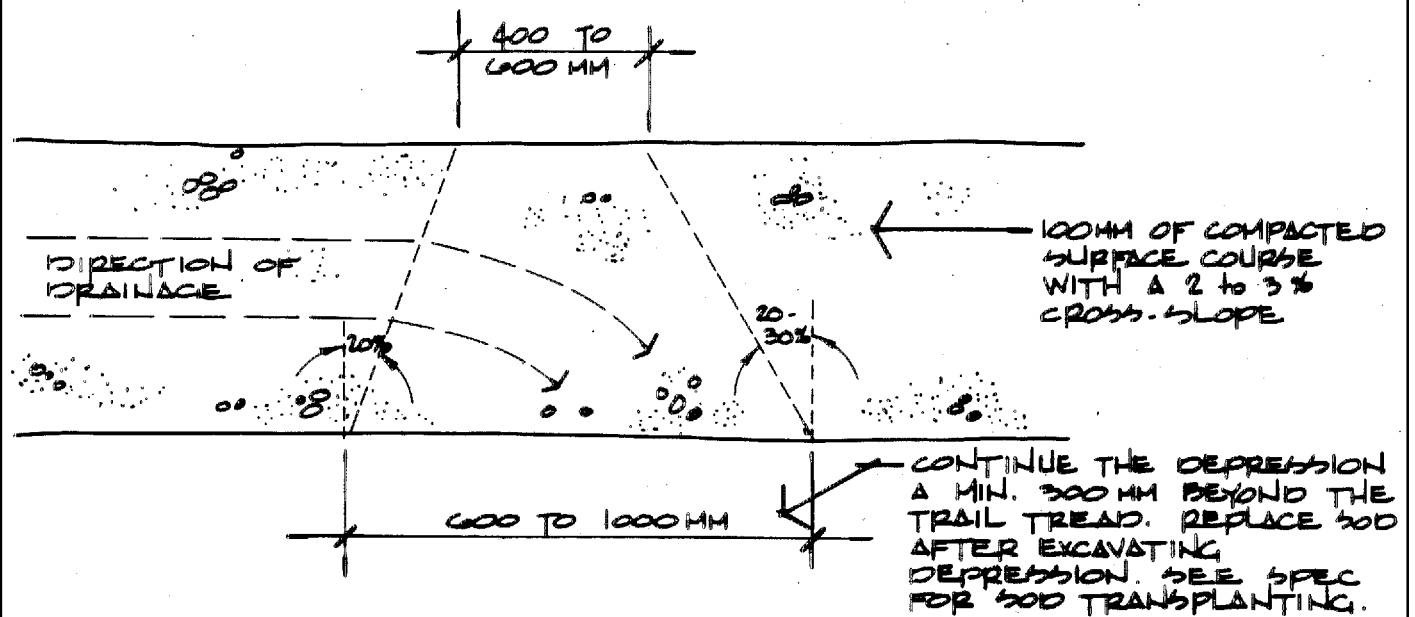 400 TO
600 MM
DIRECTION OF
DRAINAGE
100MM OF COMPACTED
SURFACE COURSE
WITH A 2 to 3%
CROSS-SLOPE
20%
20-
30%
600 TO 1000 MM
CONTINUE THE DEPRESSION
A MIN. 300 MM BEYOND THE
TRAIL TREAD. REPLACE SOD
AFTER EXCAVATING
DEPRESSION. SEE SPEC
FOR SOD TRANSPLANTING.